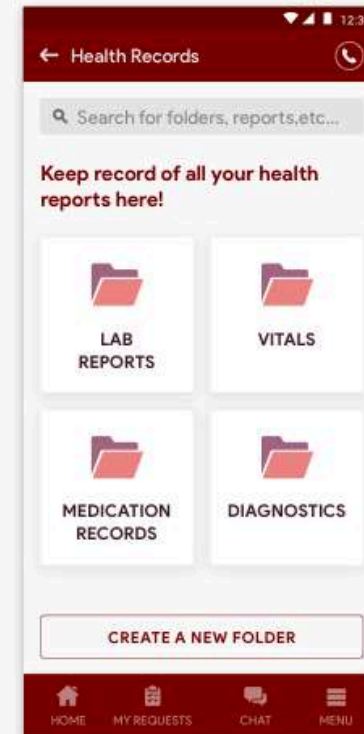 12:3
Health Records
Search for folders, reports,etc...
Keep record of all your health
reports here!
LAB
REPORTS
VITALS
MEDICATION
RECORDS
DIAGNOSTICS
CREATE A NEW FOLDER
HOME
MY REQUESTS
CHAT
MENU